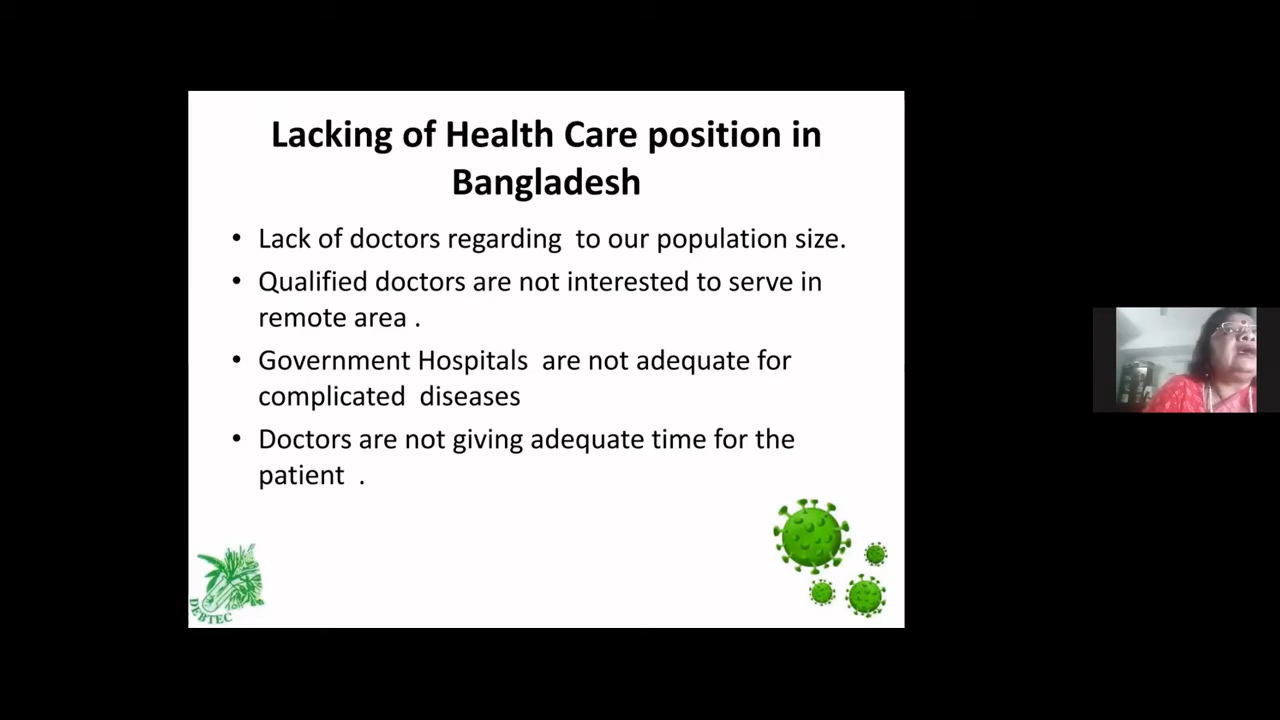 Lacking of Health Care position in
Bangladesh
• Lack of doctors regarding  to our population size.
• Qualified doctors are not interested to serve in
remote area .
• Government Hospitals  are not adequate for
complicated  diseases
• Doctors are not giving adequate time for the
patient  .
DEBTEC